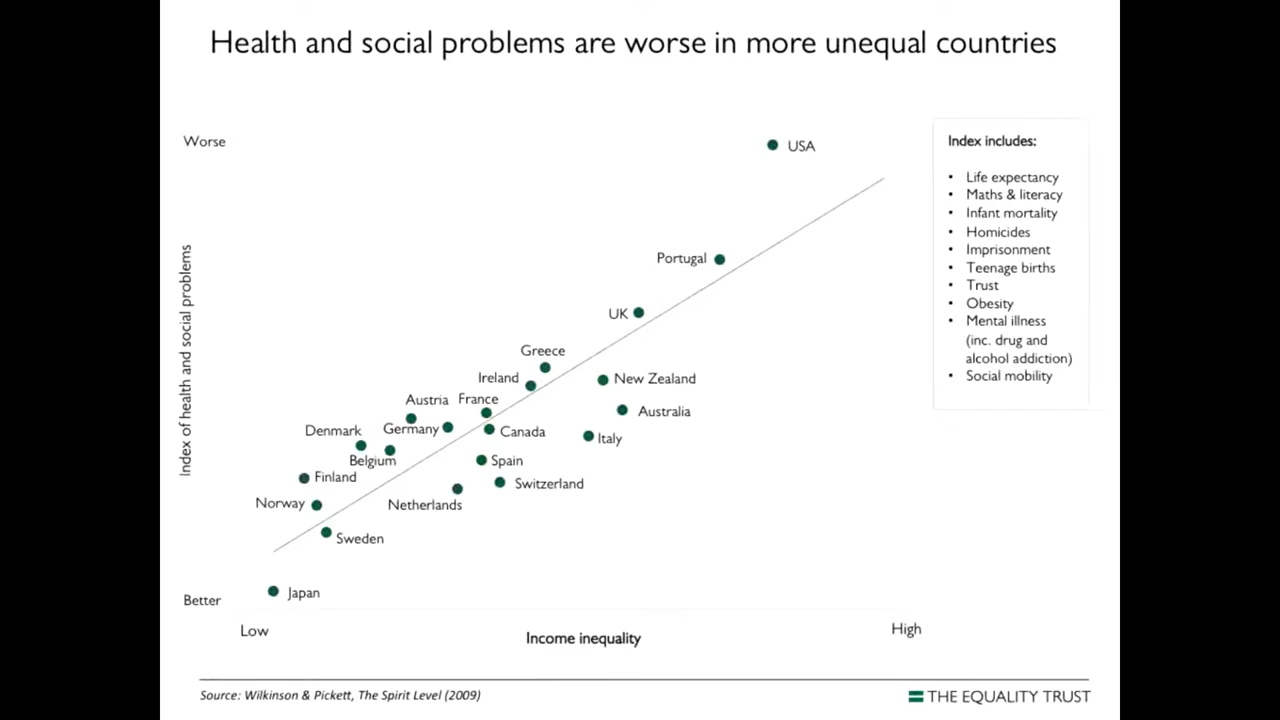 Health and social problems are worse in more unequal countries
Worse
USA
Index includes:
• Life expectancy
• Maths & literacy
• Infant mortality
• Homicides
• Imprisonment
• Teenage births
• Trust
• Obesity
• Mental illness
(inc. drug and
alcohol addiction)
• Social mobility
Index of health and social problems
Portugal
UK
Greece
Ireland
New Zealand
Austria
France
Australia
Denmark
Germany
Canada
Italy
Belgium
Spain
Finland
Switzerland
Norway
Netherlands
Sweden
Japan
Better
Low
Income inequality
High
Source: Wilkinson & Pickett, The Spirit Level (2009)
THE EQUALITY TRUST